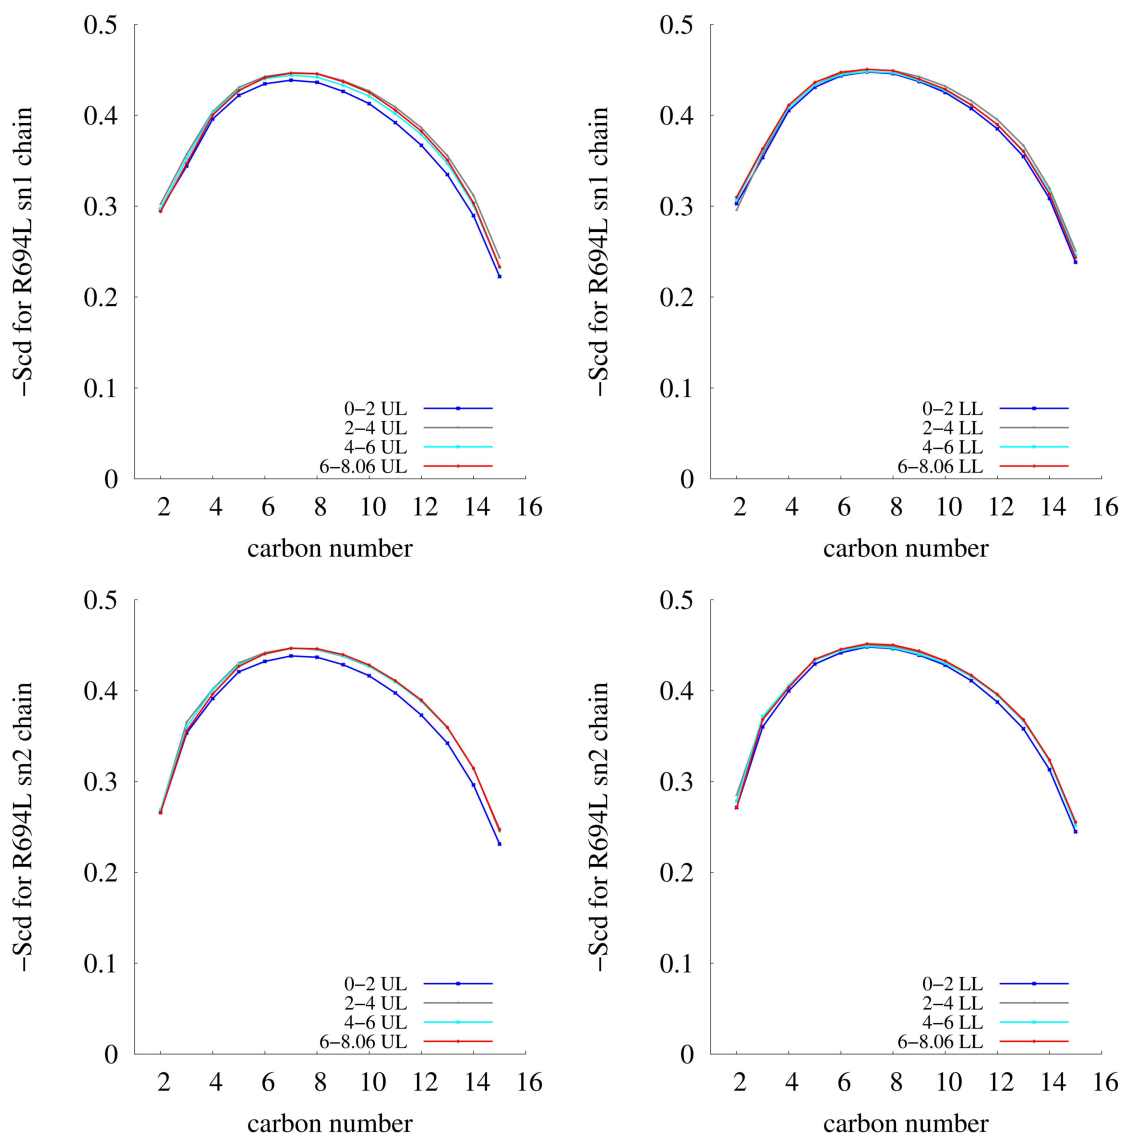 −Scd for R694L sn1 chain
0.5
0.4
0.3
0.2
0.1
0
0−2 UL
2−4 UL
4−6 UL
6−8.06 UL
2 4 6 8 10 12 14 16
carbon number
−Scd for R694L sn1 chain
0.5
0.4
0.3
0.2
0.1
0
0−2 LL
2−4 LL
4−6 LL
6−8.06 LL
2 4 6 8 10 12 14 16
carbon number
−Scd for R694L sn2 chain
0.5
0.4
0.3
0.2
0.1
0
0−2 UL
2−4 UL
4−6 UL
6−8.06 UL
2 4 6 8 10 12 14 16
carbon number
−Scd for R694L sn2 chain
0.5
0.4
0.3
0.2
0.1
0
0−2 LL
2−4 LL
4−6 LL
6−8.06 LL
2 4 6 8 10 12 14 16
carbon number